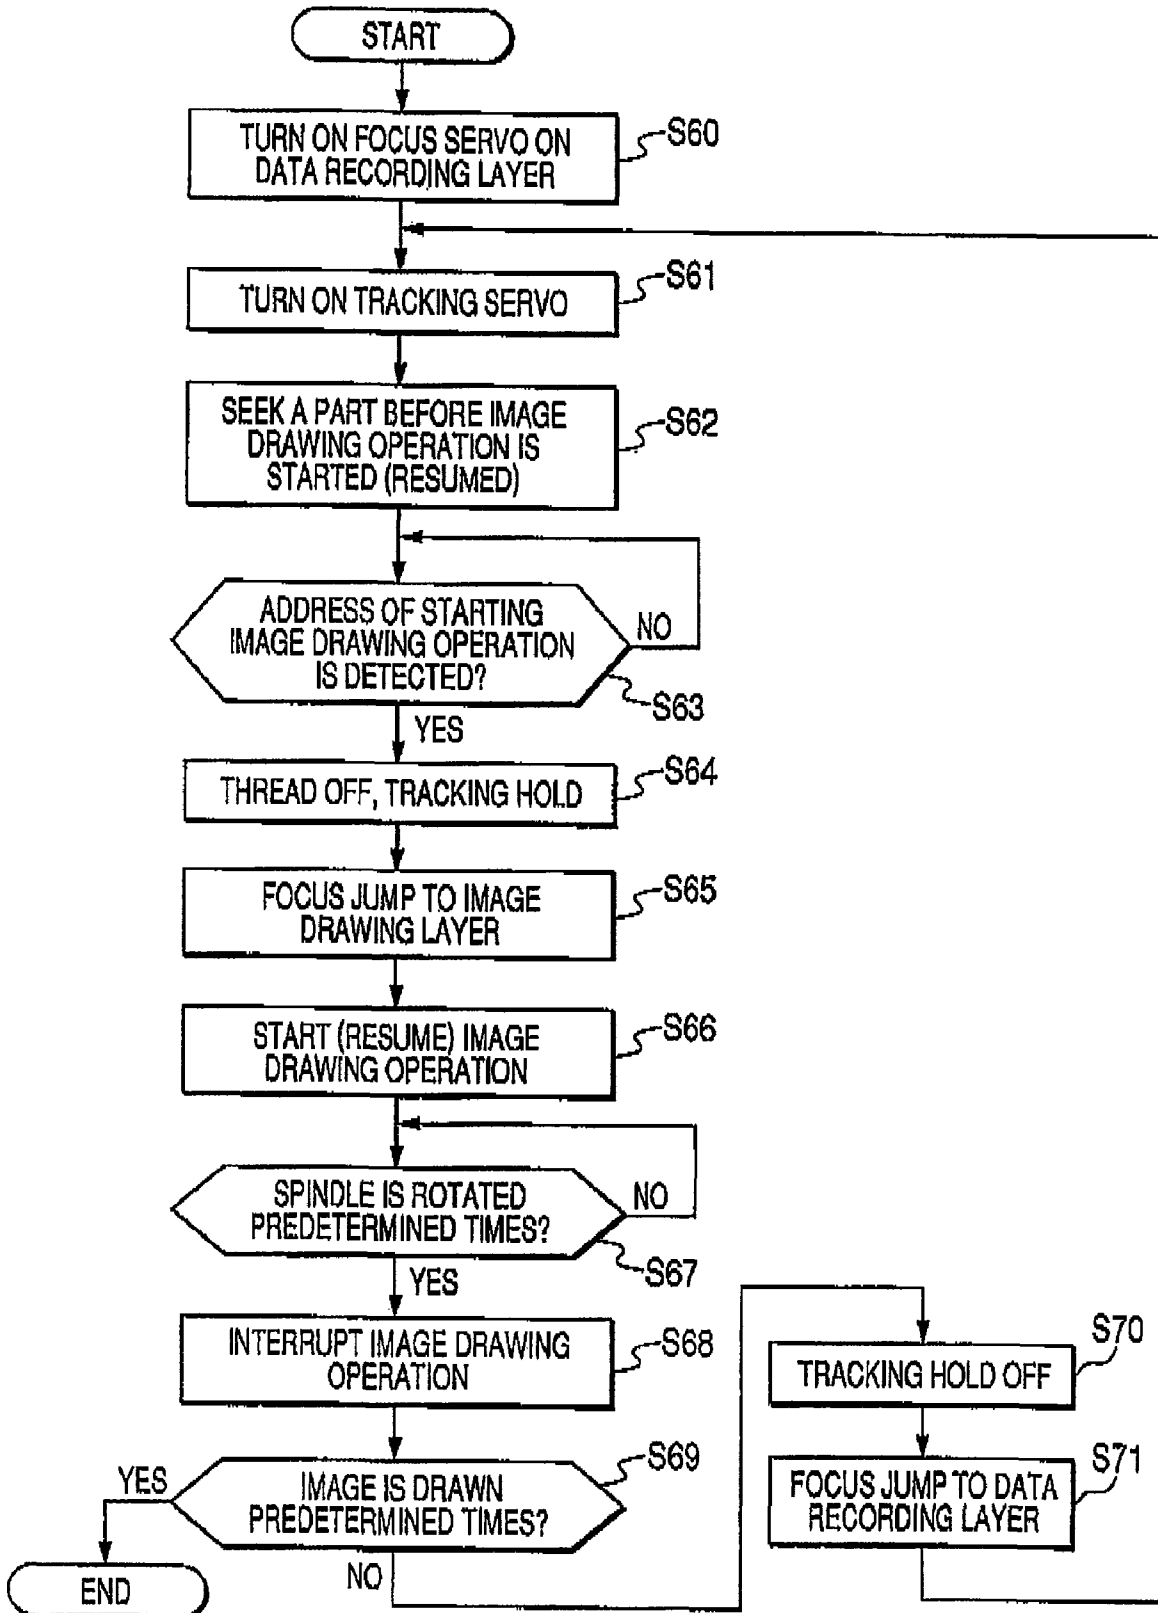 START
TURN ON FOCUS SERVO ON
DATA RECORDING LAYER
S60
TURN ON TRACKING SERVO
S61
SEEK A PART BEFORE IMAGE
DRAWING OPERATION IS
STARTED (RESUMED)
S62
ADDRESS OF STARTING
IMAGE DRAWING OPERATION
IS DETECTED?
NO
S63
YES
THREAD OFF, TRACKING HOLD
S64
FOCUS JUMP TO IMAGE
DRAWING LAYER
S65
START (RESUME) IMAGE
DRAWING OPERATION
S66
SPINDLE IS ROTATED
PREDETERMINED TIMES?
NO
S67
YES
INTERRUPT IMAGE DRAWING
OPERATION
S68
IMAGE IS DRAWN
PREDETERMINED TIMES?
S69
YES
END
NO
TRACKING HOLD OFF
S70
FOCUS JUMP TO DATA
RECORDING LAYER
S71